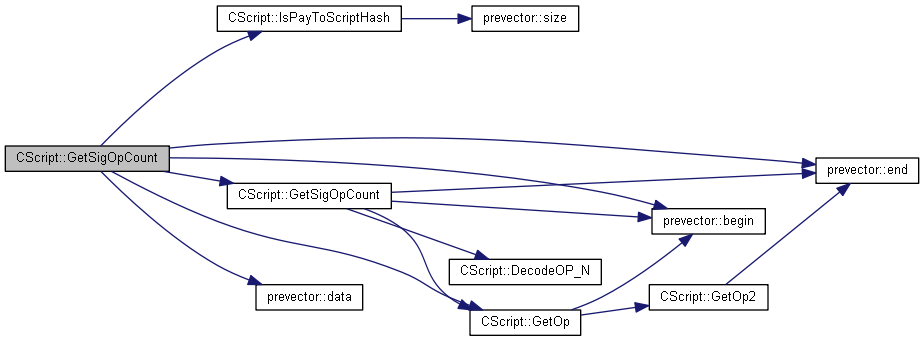 CScript::IsPayToScriptHash
prevector::size
CScript::GetSigOpCount
prevector::end
CScript::GetSigOpCount
prevector::begin
CScript::DecodeOP_N
prevector::data
CScript::GetOp2
CScript::GetOp